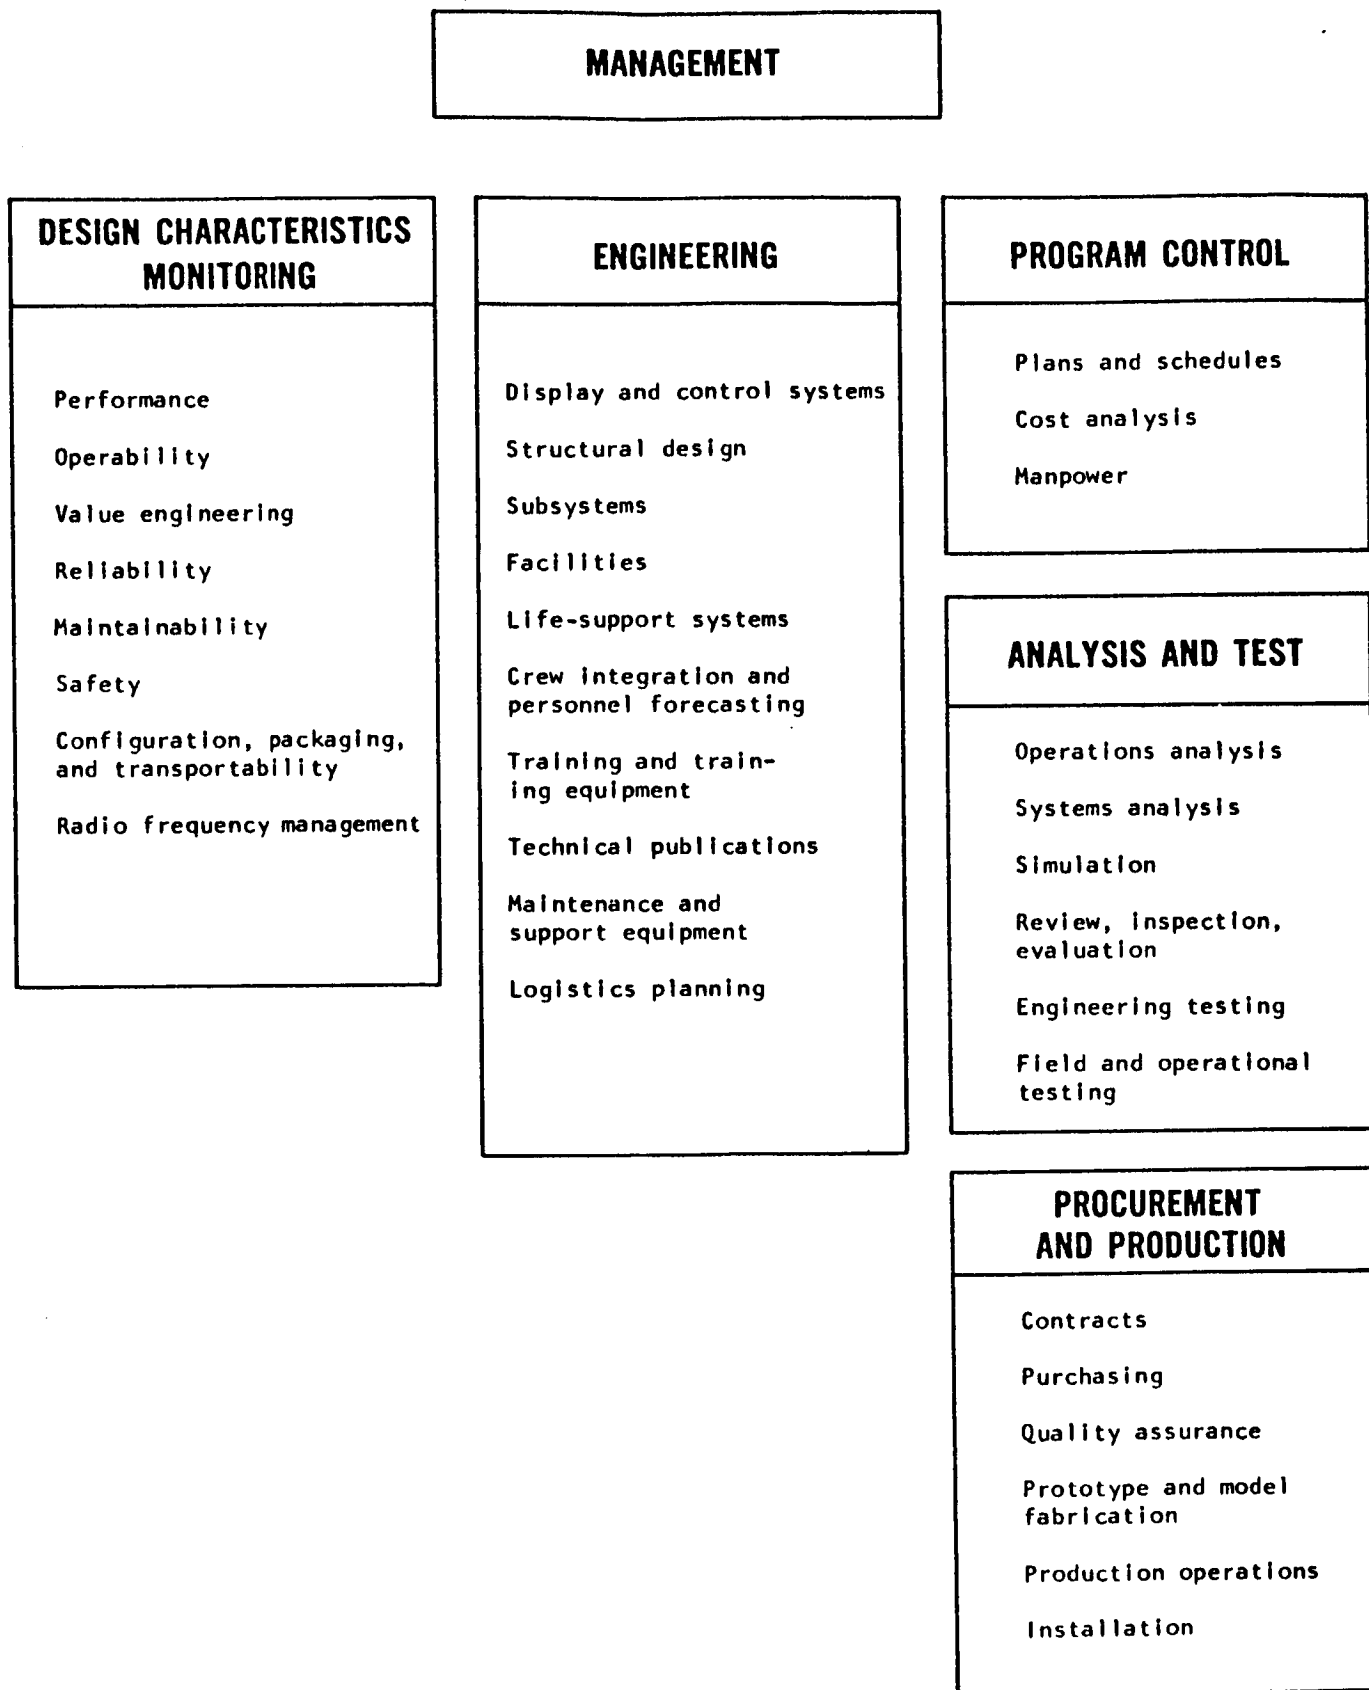 MANAGEMENT
DESIGN CHARACTERISTICS
MONITORING
Performance
Operability
Value engineering
Reliability
Maintainability
Safety
Configuration, packaging,
and transportability
Radio frequency management
ENGINEERING
Display and control systems
Structural design
Subsystems
Facilities
Life-support systems
Crew integration and
personnel forecasting
Training and train-
ing equipment
Technical publications
Maintenance and
support equipment
Logistics planning
PROGRAM CONTROL
Plans and schedules
Cost analysis
Manpower
ANALYSIS AND TEST
Operations analysis
Systems analysis
Simulation
Review, inspection,
evaluation
Engineering testing
Field and operational
testing
PROCUREMENT
AND PRODUCTION
Contracts
Purchasing
Quality assurance
Prototype and model
fabrication
Production operations
Installation